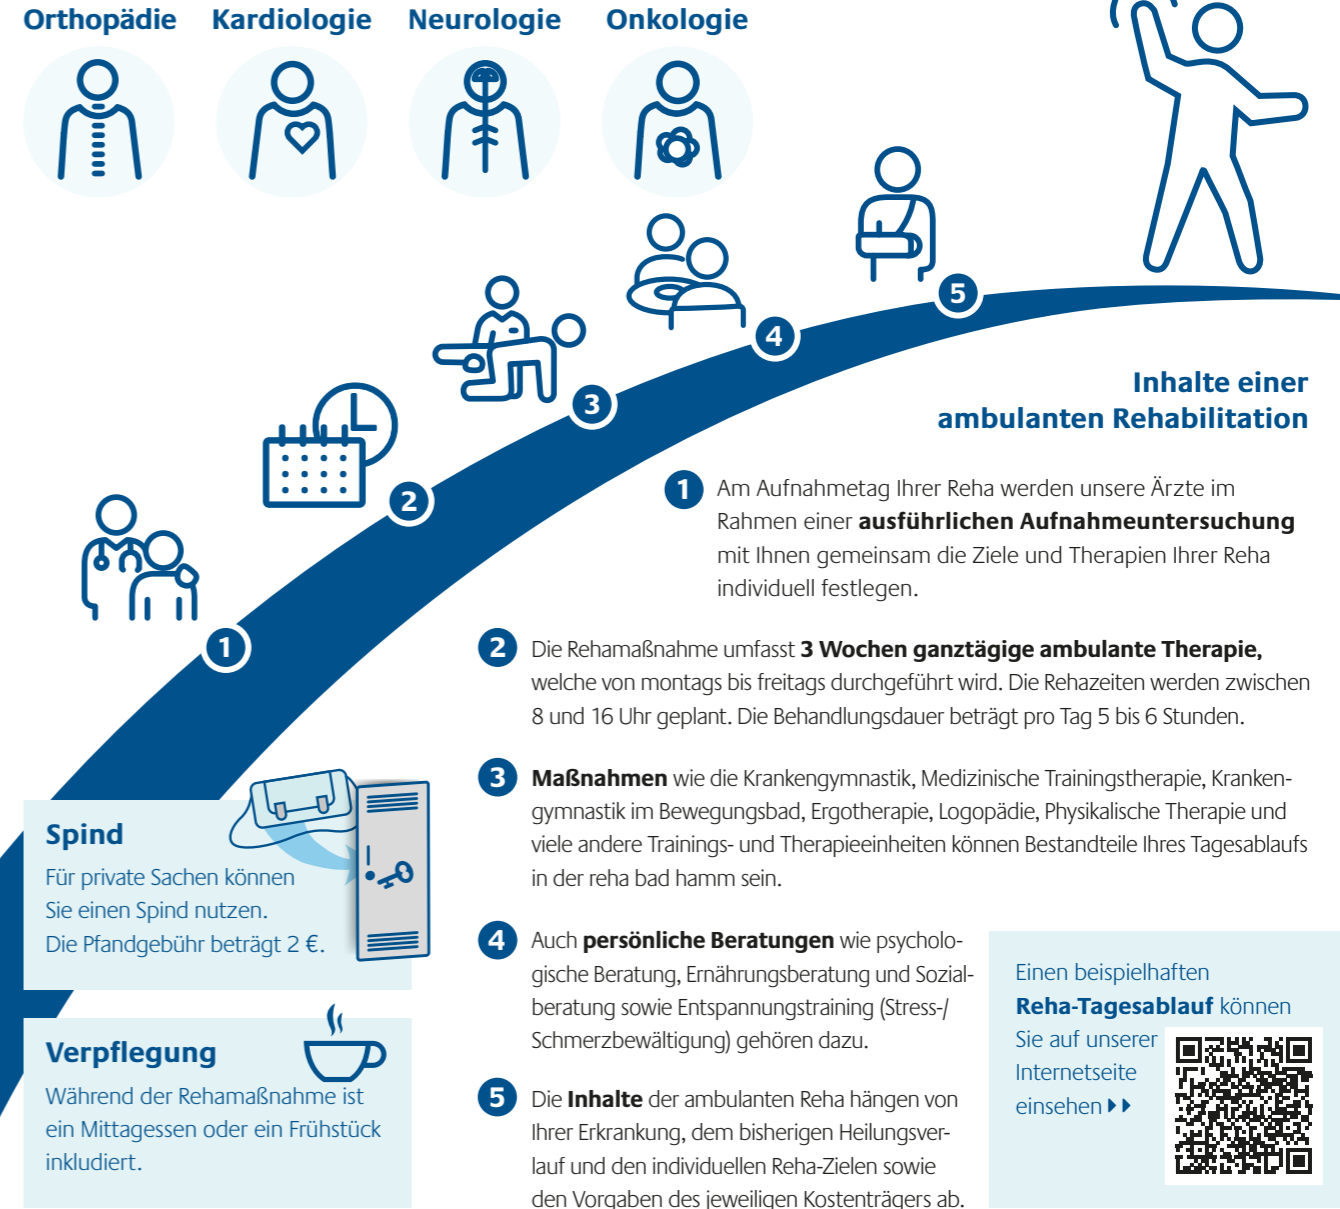 Orthopädie Kardiologie Neurologie Onkologie
5
4
3
2
1
Inhalte einer
ambulanten Rehabilitation
1 Am Aufnahmetag Ihrer Reha werden unsere Ärzte im
Rahmen einer ausführlichen Aufnahmeuntersuchung
mit Ihnen gemeinsam die Ziele und Therapien Ihrer Reha
individuell festlegen.
2 Die Rehamaßnahme umfasst 3 Wochen ganztägige ambulante Therapie,
welche von montags bis freitags durchgeführt wird. Die Rehazeiten werden zwischen
8 und 16 Uhr geplant. Die Behandlungsdauer beträgt pro Tag 5 bis 6 Stunden.
3 Maßnahmen wie die Krankengymnastik, Medizinische Trainingstherapie, Kranken-
gymnastik im Bewegungsbad, Ergotherapie, Logopädie, Physikalische Therapie und
viele andere Trainings- und Therapieeinheiten können Bestandteile Ihres Tagesablaufs
in der reha bad hamm sein.
4 Auch persönliche Beratungen wie psycholo-
gische Beratung, Ernährungsberatung und Sozial-
beratung sowie Entspannungstraining (Stress-/
Schmerzbewältigung) gehören dazu.
5 Die Inhalte der ambulanten Reha hängen von
Ihrer Erkrankung, dem bisherigen Heilungsver-
lauf und den individuellen Reha-Zielen sowie
den Vorgaben des jeweiligen Kostenträgers ab.
Spind
Für private Sachen können
Sie einen Spind nutzen.
Die Pfandgebühr beträgt 2 €.
Verpflegung
Während der Rehamaßnahme ist
ein Mittagessen oder ein Frühstück
inkludiert.
Einen beispielhaften
Reha-Tagesablauf können
Sie auf unserer
Internetseite
einsehen